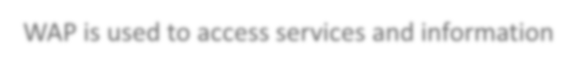 WAP is used to access services and information